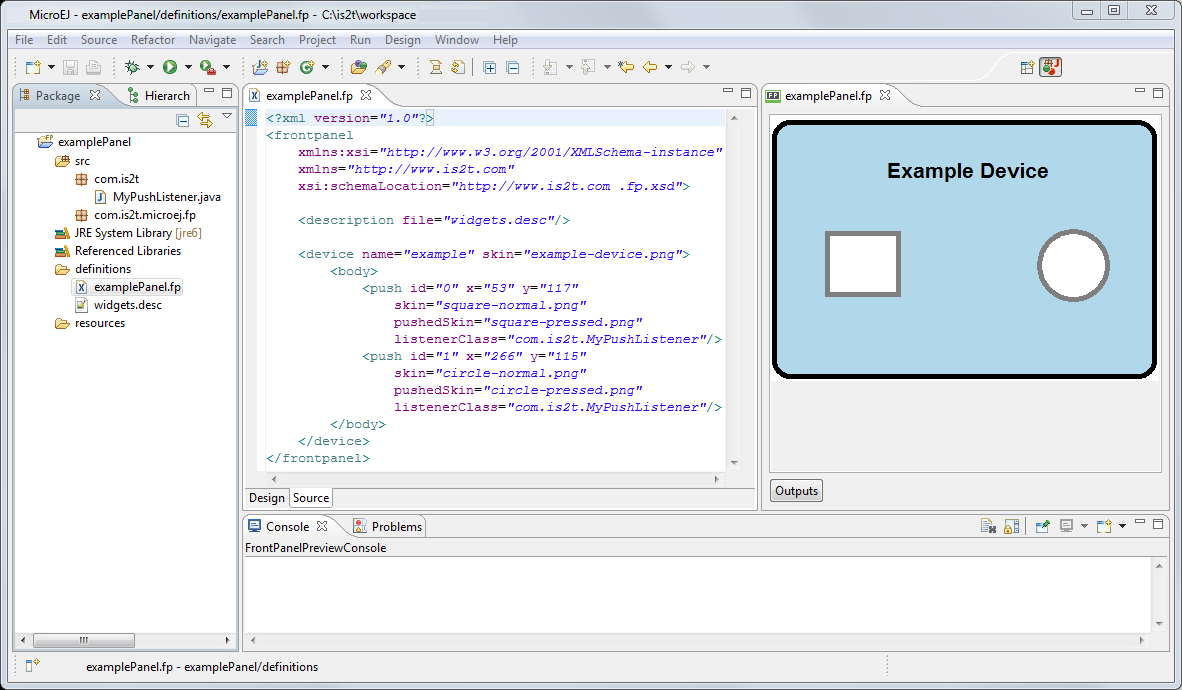 MicroEJ - examplePanel/definitions/examplePanel.fp - C:\is2t\workspace
File Edit Source Refactor Navigate Search Project Run Design Window Help
Package Hierarch
examplePanel
src
com.is2t
MyPushListener.java
com.is2t.microej.fp
JRE System Library [jre6]
Referenced Libraries
definitions
examplePanel.fp
widgets.desc
resources
examplePanel.fp
<?xml version="1.0"?>
<frontpanel
xmlns:xsi="http://www.w3.org/2001/XMLSchema-instance"
xmlns="http://www.is2t.com"
xsi:schemaLocation="http://www.is2t.com .fp.xsd">
<description file="widgets.desc"/>
<device name="example" skin="example-device.png">
<body>
<push id="0" x="53" y="117"
skin="square-normal.png"
pushedSkin="square-pressed.png"
listenerClass="com.is2t.MyPushListener"/>
<push id="1" x="266" y="115"
skin="circle-normal.png"
pushedSkin="circle-pressed.png"
listenerClass="com.is2t.MyPushListener"/>
</body>
</device>
</frontpanel>
Design Source
FP examplePanel.fp
Example Device
Outputs
Console Problems
FrontPanelPreviewConsole
examplePanel.fp - examplePanel/definitions